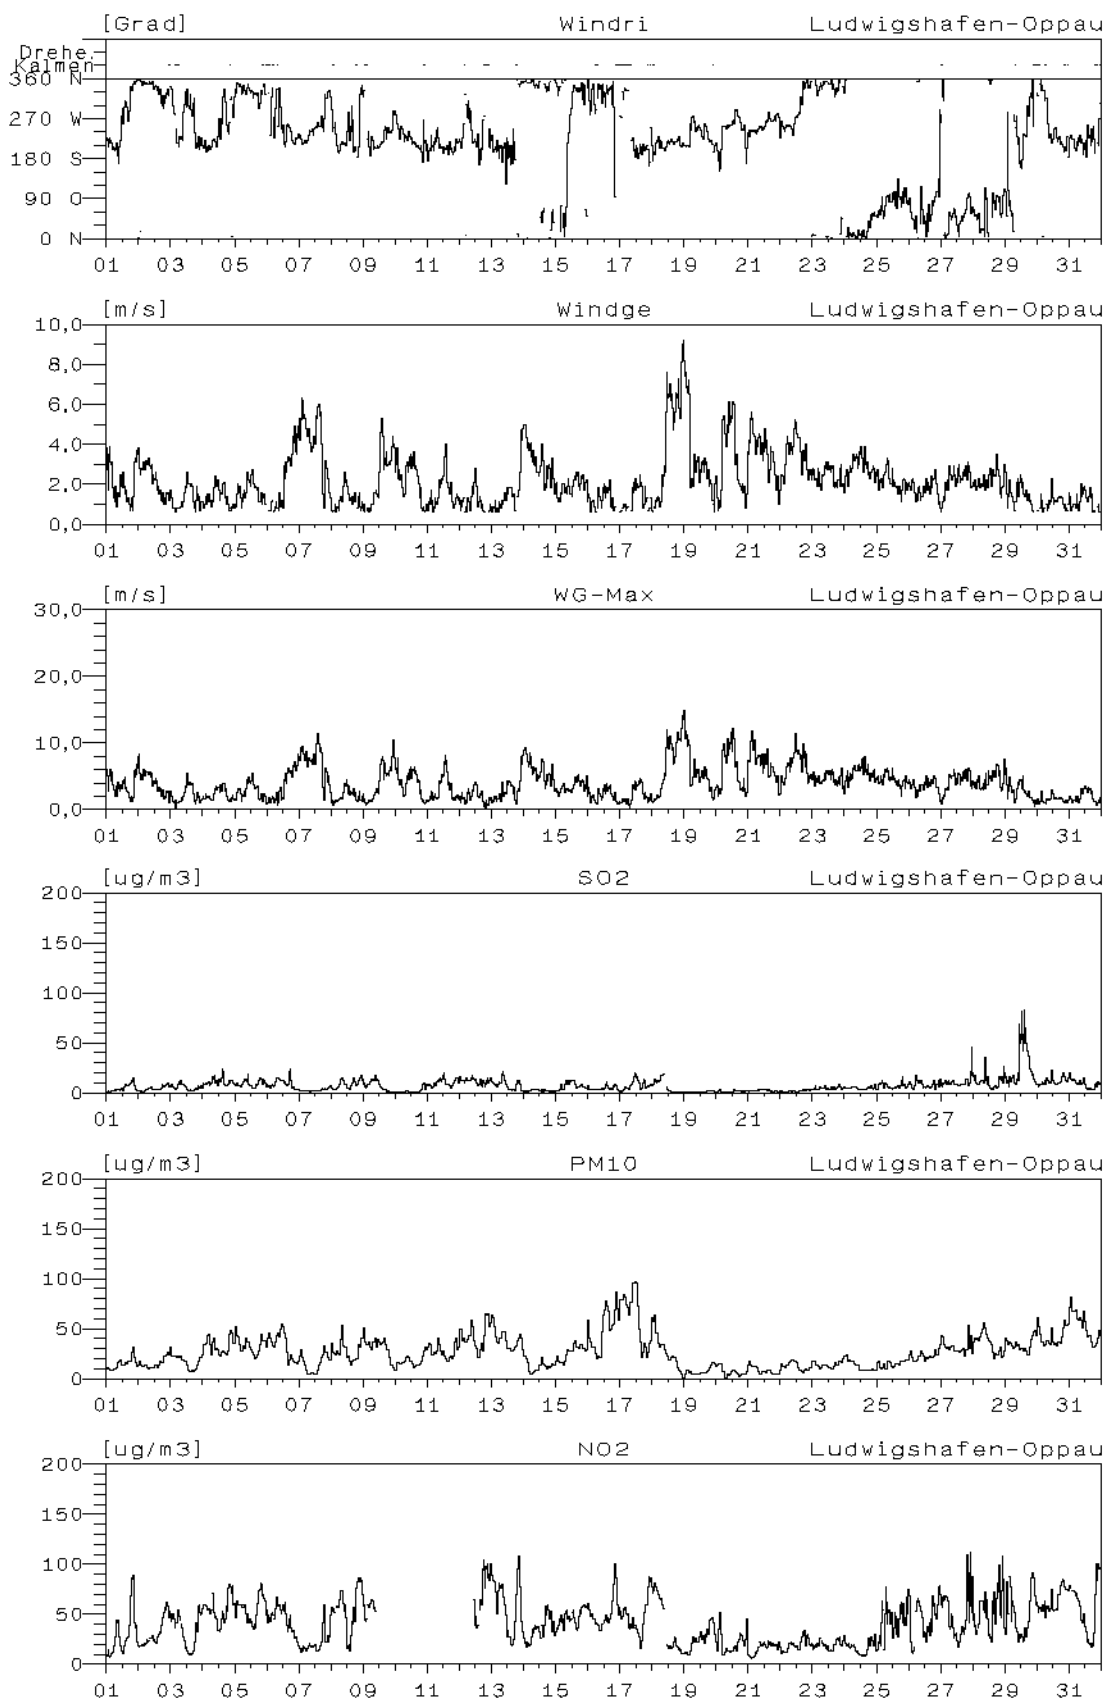 [Grad] Windri Ludwigshafen-Oppau
Drehe.
Kalmen
360 N
270 W
180 S
90 O
0 N
01 03 05 07 09 11 13 15 17 19 21 23 25 27 29 31
[m/s] Windge Ludwigshafen-Oppau
10,0
8,0
6,0
4,0
2,0
0,0
01 03 05 07 09 11 13 15 17 19 21 23 25 27 29 31
[m/s] WG-Max Ludwigshafen-Oppau
30,0
20,0
10,0
0,0
01 03 05 07 09 11 13 15 17 19 21 23 25 27 29 31
[ug/m3] SO2 Ludwigshafen-Oppau
200
150
100
50
0
01 03 05 07 09 11 13 15 17 19 21 23 25 27 29 31
[ug/m3] PM10 Ludwigshafen-Oppau
200
150
100
50
0
01 03 05 07 09 11 13 15 17 19 21 23 25 27 29 31
[ug/m3] NO2 Ludwigshafen-Oppau
200
150
100
50
0
01 03 05 07 09 11 13 15 17 19 21 23 25 27 29 31